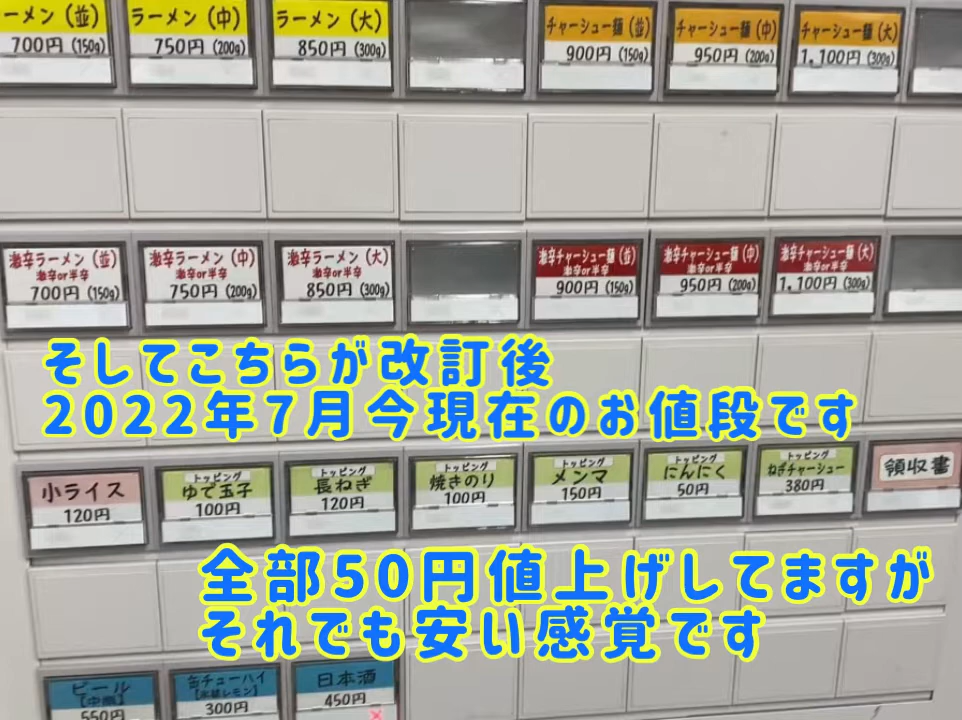 ラーメン（並）
700円（150g）
ラーメン（中）
750円（200g）
ラーメン（大）
850円（300g）
チャーシュー麺（並）
900円（150g）
チャーシュー麺（中）
950円（200g）
チャーシュー麺（大）
1,100円（300g）
激辛ラーメン（並）
激辛or半辛
700円（150g）
激辛ラーメン（中）
激辛or半辛
750円（200g）
激辛ラーメン（大）
激辛or半辛
850円（300g）
激辛チャーシュー麺（並）
激辛or半辛
900円（150g）
激辛チャーシュー麺（中）
激辛or半辛
950円（200g）
激辛チャーシュー麺（大）
激辛or半辛
1,100円（300g）
そしてこちらが改訂後
2022年7月今現在のお値段です
小ライス
120円
トッピング
ゆで玉子
100円
トッピング
長ねぎ
120円
トッピング
焼きのり
100円
トッピング
メンマ
150円
トッピング
にんにく
50円
トッピング
ねぎチャーシュー
380円
領収書
全部50円値上げしてますが
それでも安い感覚です
ビール
【中瓶】
550円
缶チューハイ
【氷結レモン】
300円
日本酒
450円